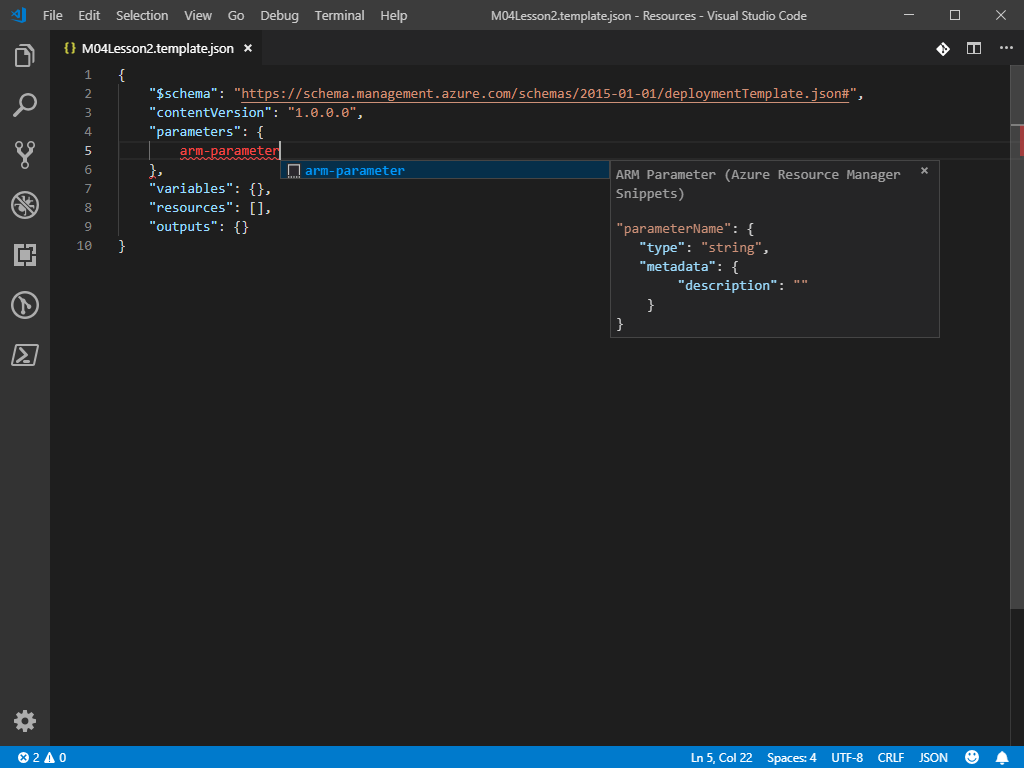 File Edit Selection View Go Debug Terminal Help M04Lesson2.template.json - Resources - Visual Studio Code
{} M04Lesson2.template.json ×
1 {
2 "$schema": "https://schema.management.azure.com/schemas/2015-01-01/deploymentTemplate.json#",
3 "contentVersion": "1.0.0.0",
4 "parameters": {
5 arm-parameter
6 },
7 "variables": {},
8 "resources": [],
9 "outputs": {}
10 }
arm-parameter
ARM Parameter (Azure Resource Manager
Snippets)
"parameterName": {
"type": "string",
"metadata": {
"description": ""
}
}
2 0 Ln 5, Col 22 Spaces: 4 UTF-8 CRLF JSON